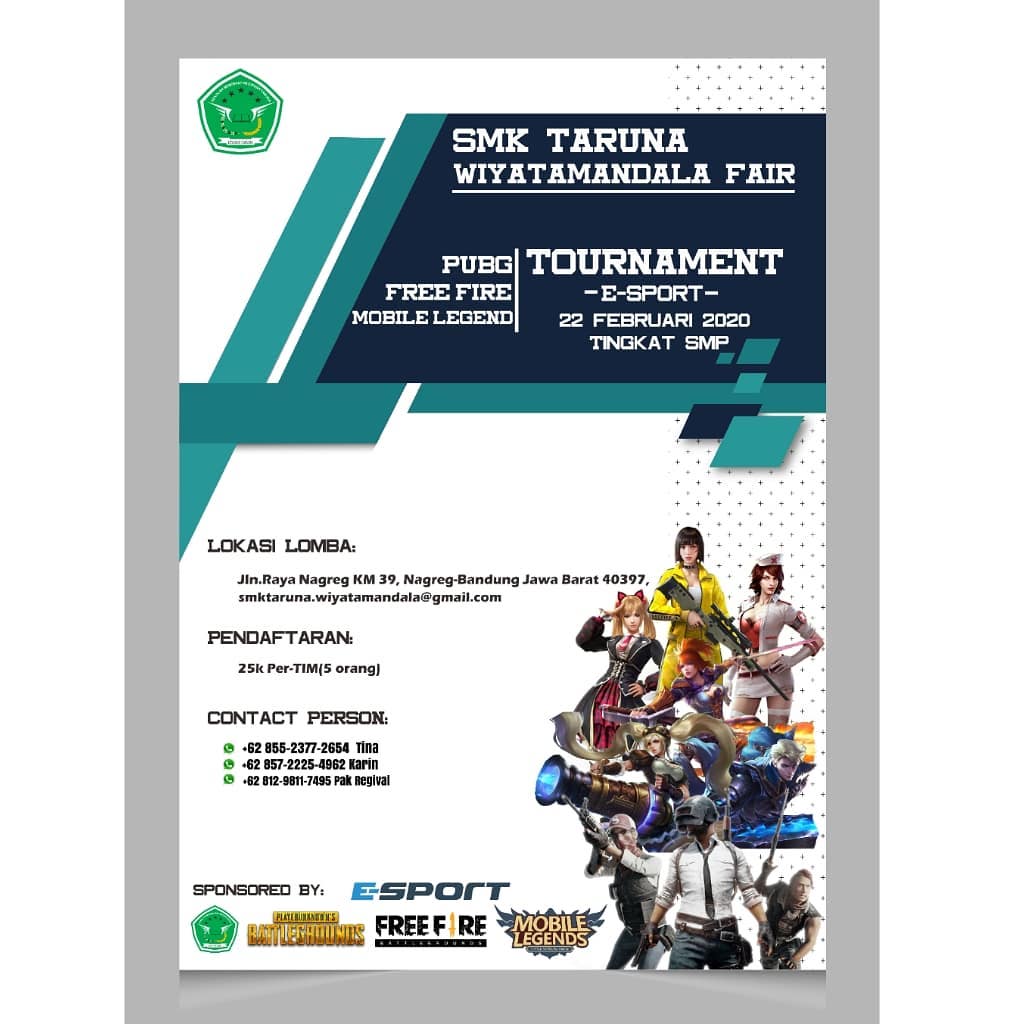 SMK TARUNA
WIYATAMANDALA FAIR
PUBG
FREE FIRE
MOBILE LEGEND
TOURNAMENT
-E-SPORT-
22 FEBRUARI 2020
TINGKAT SMP
LOKASI LOMBA:
Jln.Raya Nagreg KM 39, Nagreg-Bandung Jawa Barat 40397,
smktaruna.wiyatamandala@gmail.com
PENDAFTARAN:
25k Per-TIM(5 orang)
CONTACT PERSON:
+62 855-2377-2654 Tina
+62 857-2225-4962 Karin
+62 812-9811-7495 Pak Regival
SPONSORED BY:
E-SPORT
PLAYERUNKNOWN'S
BATTLEGROUNDS
FREE FIRE
BATTLEGROUNDS
MOBILE
LEGENDS